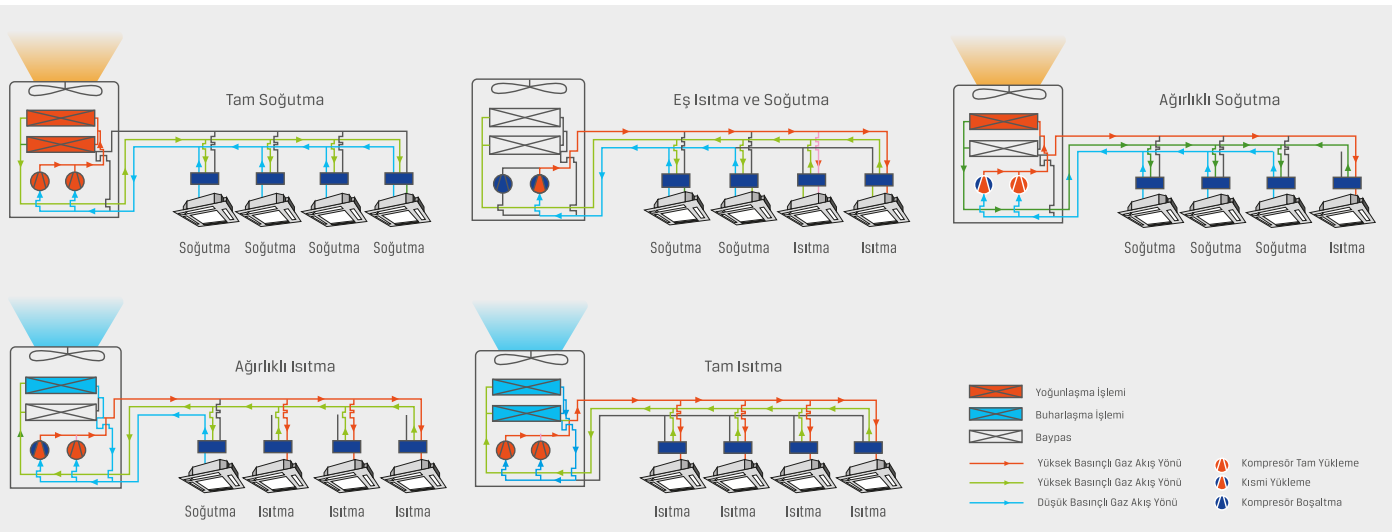 Tam Soğutma
Soğutma Soğutma Soğutma Soğutma
Eş Isıtma ve Soğutma
Soğutma Soğutma Isıtma Isıtma
Ağırlıklı Soğutma
Soğutma Soğutma Soğutma Isıtma
Ağırlıklı Isıtma
Soğutma Isıtma Isıtma Isıtma
Tam Isıtma
Isıtma Isıtma Isıtma Isıtma
Yoğunlaşma İşlemi
Buharlaşma İşlemi
Baypas
Yüksek Basınçlı Gaz Akış Yönü
Yüksek Basınçlı Gaz Akış Yönü
Düşük Basınçlı Gaz Akış Yönü
Kompresör Tam Yükleme
Kısmi Yükleme
Kompresör Boşaltma